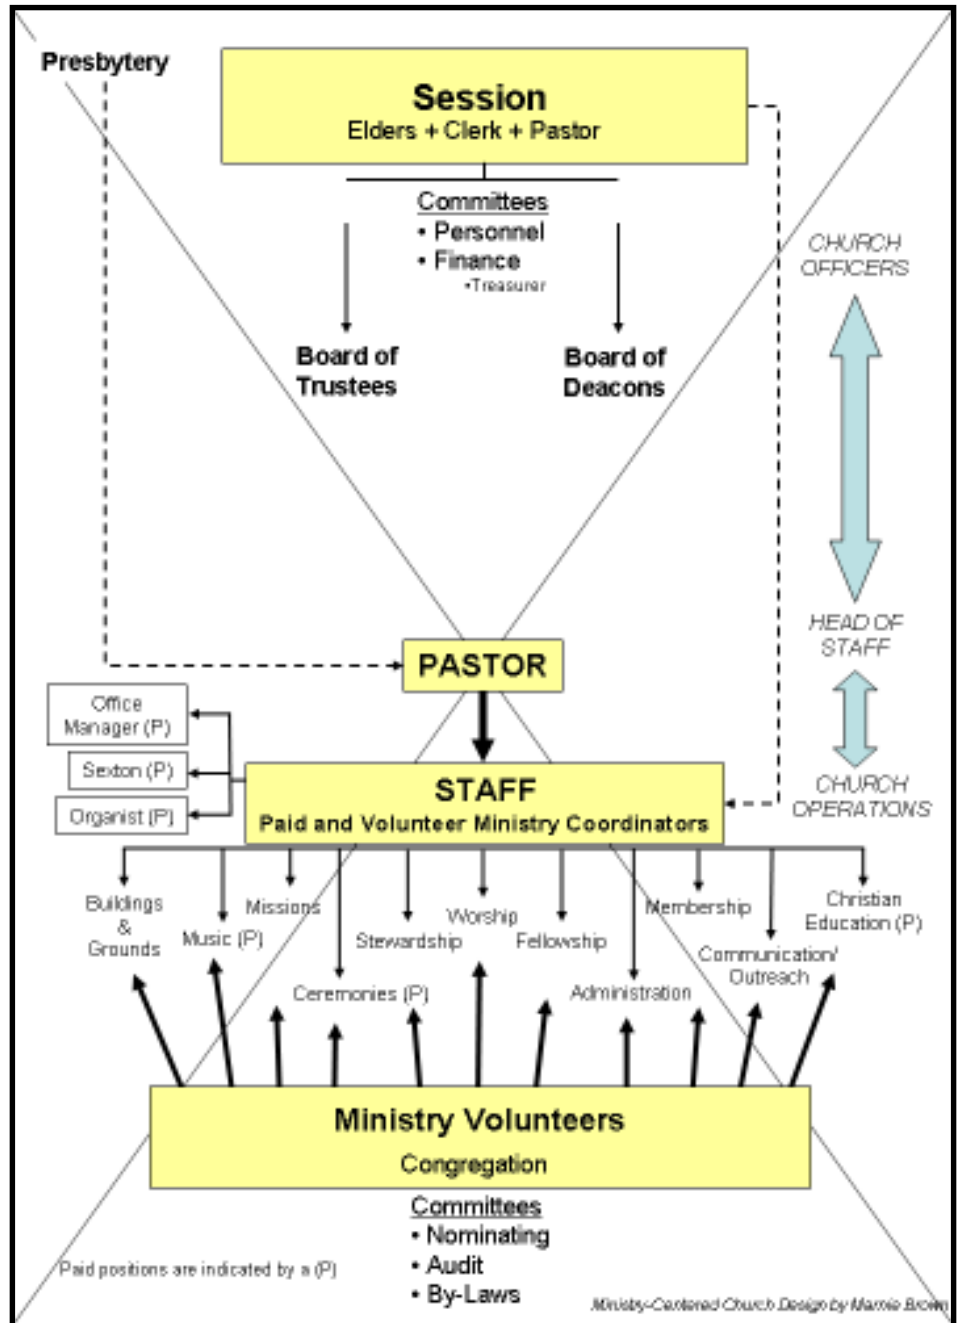 Presbytery
Session
Elders + Clerk + Pastor
Committees
• Personnel
• Finance
•Treasurer
CHURCH
OFFICERS
Board of
Trustees
Board of
Deacons
HEAD OF
STAFF
PASTOR
Office
Manager (P)
Sexton (P)
Organist (P)
STAFF
Paid and Volunteer Ministry Coordinators
CHURCH
OPERATIONS
Buildings
&
Grounds
Music (P)
Missions
Ceremonies (P)
Stewardship
Worship
Fellowship
Administration
Membership
Communication/
Outreach
Christian
Education (P)
Ministry Volunteers
Congregation
Committees
• Nominating
• Audit
• By-Laws
Paid positions are indicated by a (P)
Ministry-Centered Church Design by Marnie Brown